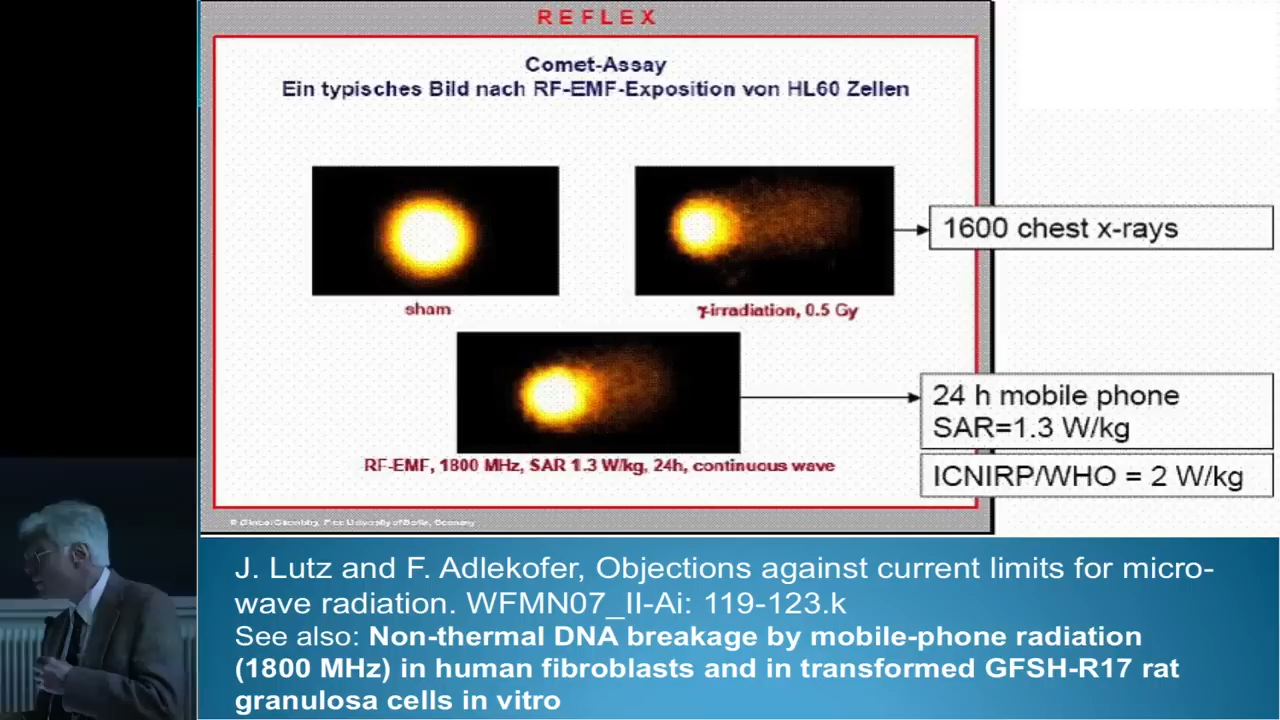 REFLEX
Comet-Assay
Ein typisches Bild nach RF-EMF-Exposition von HL60 Zellen
sham
γ-irradiation, 0.5 Gy
1600 chest x-rays
RF-EMF, 1800 MHz, SAR 1.3 W/kg, 24h, continuous wave
24 h mobile phone
SAR=1.3 W/kg
ICNIRP/WHO = 2 W/kg
University of Berlin, Germany
J. Lutz and F. Adlekofer, Objections against current limits for micro-
wave radiation. WFMN07_II-Ai: 119-123.k
See also: Non-thermal DNA breakage by mobile-phone radiation
(1800 MHz) in human fibroblasts and in transformed GFSH-R17 rat
granulosa cells in vitro